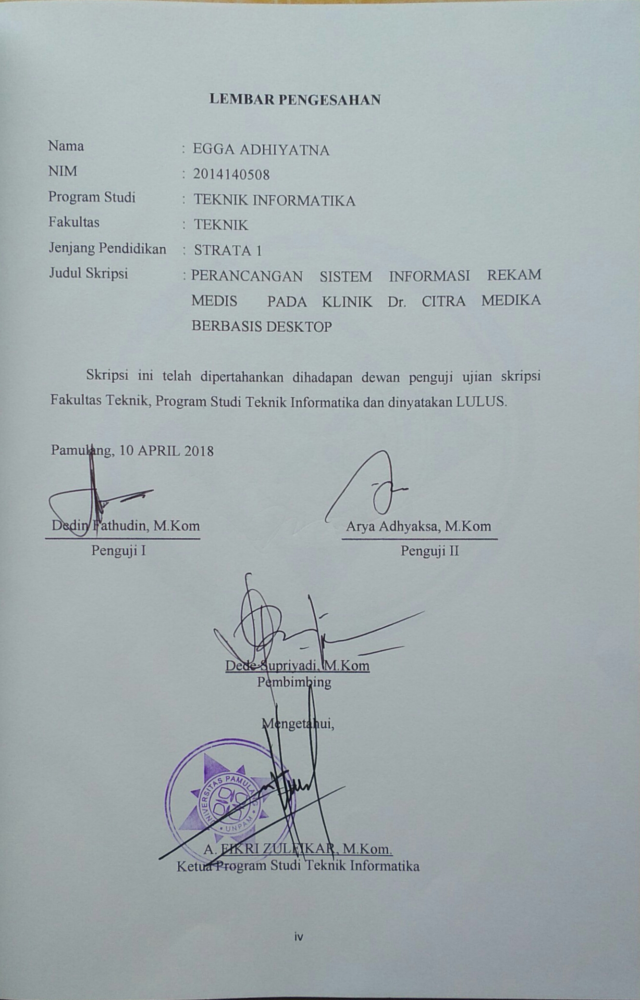 LEMBAR PENGESAHAN
Nama : EGGA ADHIYATNA
NIM : 2014140508
Program Studi : TEKNIK INFORMATIKA
Fakultas : TEKNIK
Jenjang Pendidikan : STRATA 1
Judul Skripsi : PERANCANGAN SISTEM INFORMASI REKAM
MEDIS PADA KLINIK Dr. CITRA MEDIKA
BERBASIS DESKTOP
Skripsi ini telah dipertahankan dihadapan dewan penguji ujian skripsi
Fakultas Teknik, Program Studi Teknik Informatika dan dinyatakan LULUS.
Pamulang, 10 APRIL 2018
Dedin Fathudin, M.Kom
Penguji I
Arya Adhyaksa, M.Kom
Penguji II
Dede Supriyadi, M.Kom
Pembimbing
Mengetahui,
UNIVERSITAS PAMULANG
• UNPAM •
A. FIKRI ZULFIKAR, M.Kom.
Ketua Program Studi Teknik Informatika
iv